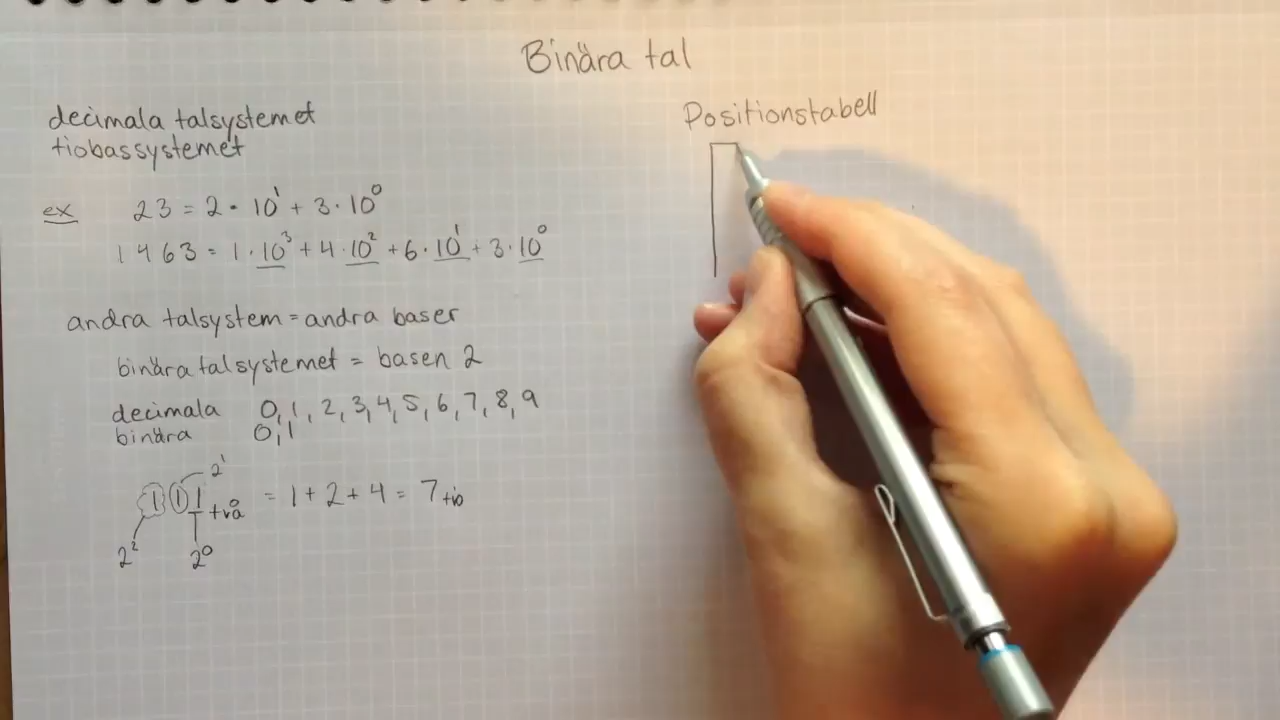 Binära tal
decimala talsystemet
tiobassystemet
ex 23 = 2 · 10¹ + 3 · 10⁰
1463 = 1 · 10³ + 4 · 10² + 6 · 10¹ + 3 · 10⁰
andra talsystem = andra baser
binära talsystemet = basen 2
decimala 0, 1, 2, 3, 4, 5, 6, 7, 8, 9
binära 0, 1
2¹
111 två = 1 + 2 + 4 = 7 tio
2² 2⁰
Positionstabell